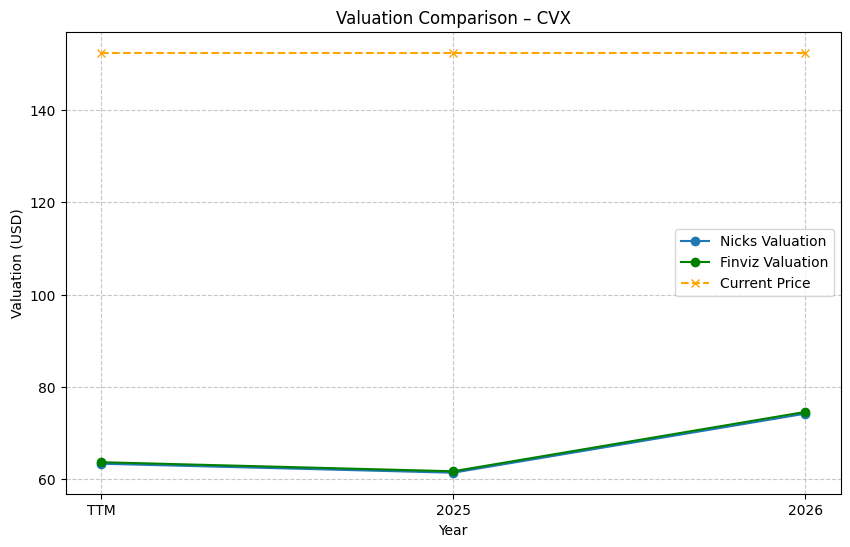 Valuation Comparison – CVX
Valuation (USD)
140
120
100
80
60
Nicks Valuation
Finviz Valuation
Current Price
TTM
2025
2026
Year